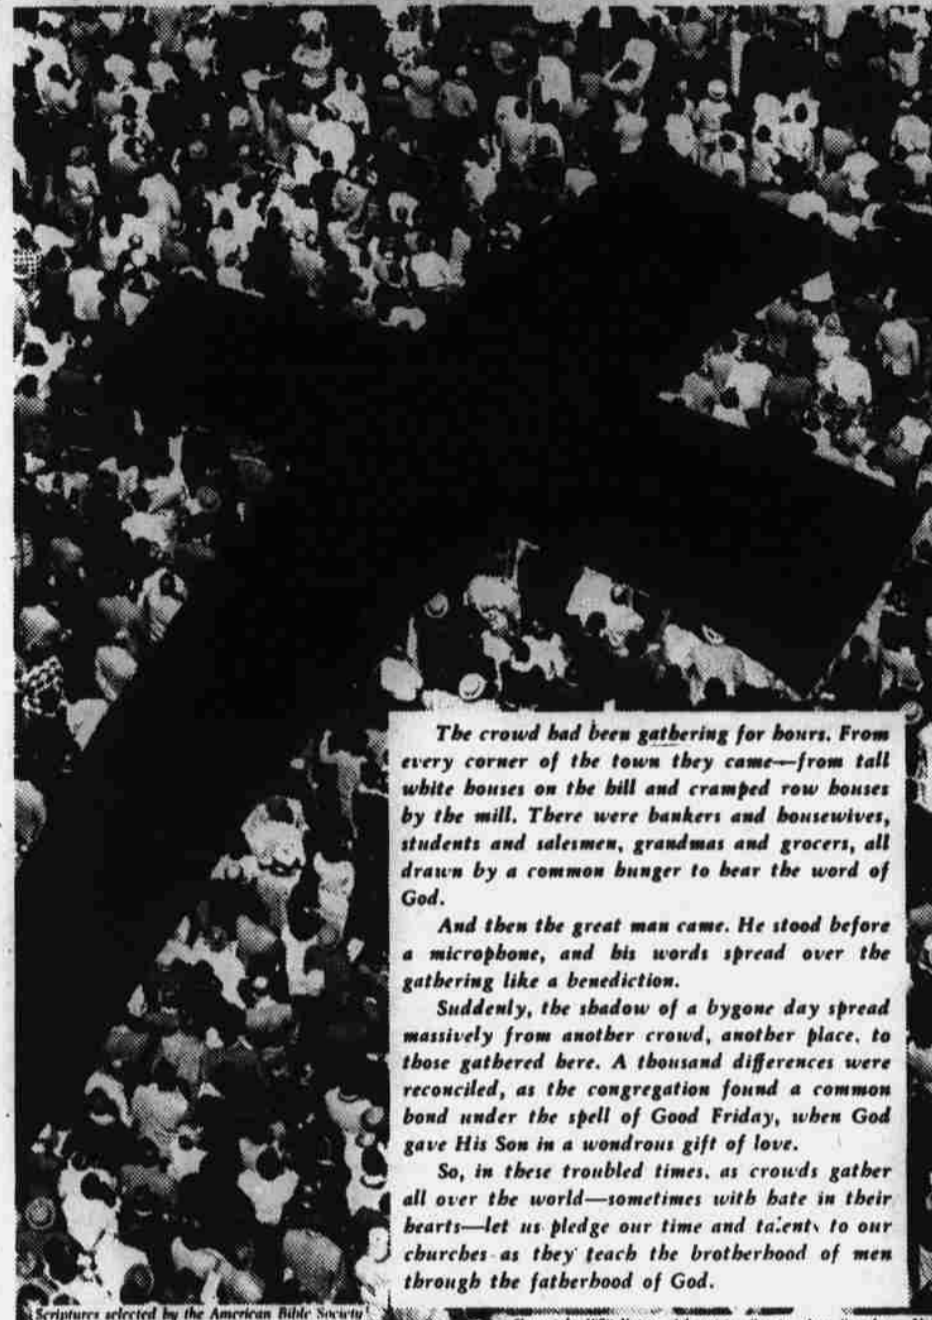 The crowd had been gathering for hours. From
every corner of the town they came—from tall
white houses on the hill and cramped row houses
by the mill. There were bankers and housewives,
students and salesmen, grandmas and grocers, all
drawn by a common hunger to hear the word of
God.
And then the great man came. He stood before
a microphone, and his words spread over the
gathering like a benediction.
Suddenly, the shadow of a bygone day spread
massively from another crowd, another place, to
those gathered here. A thousand differences were
reconciled, as the congregation found a common
bond under the spell of Good Friday, when God
gave His Son in a wondrous gift of love.
So, in these troubled times, as crowds gather
all over the world—sometimes with hate in their
hearts—let us pledge our time and talents to our
churches as they teach the brotherhood of men
through the fatherhood of God.
Scriptures selected by the American Bible Society